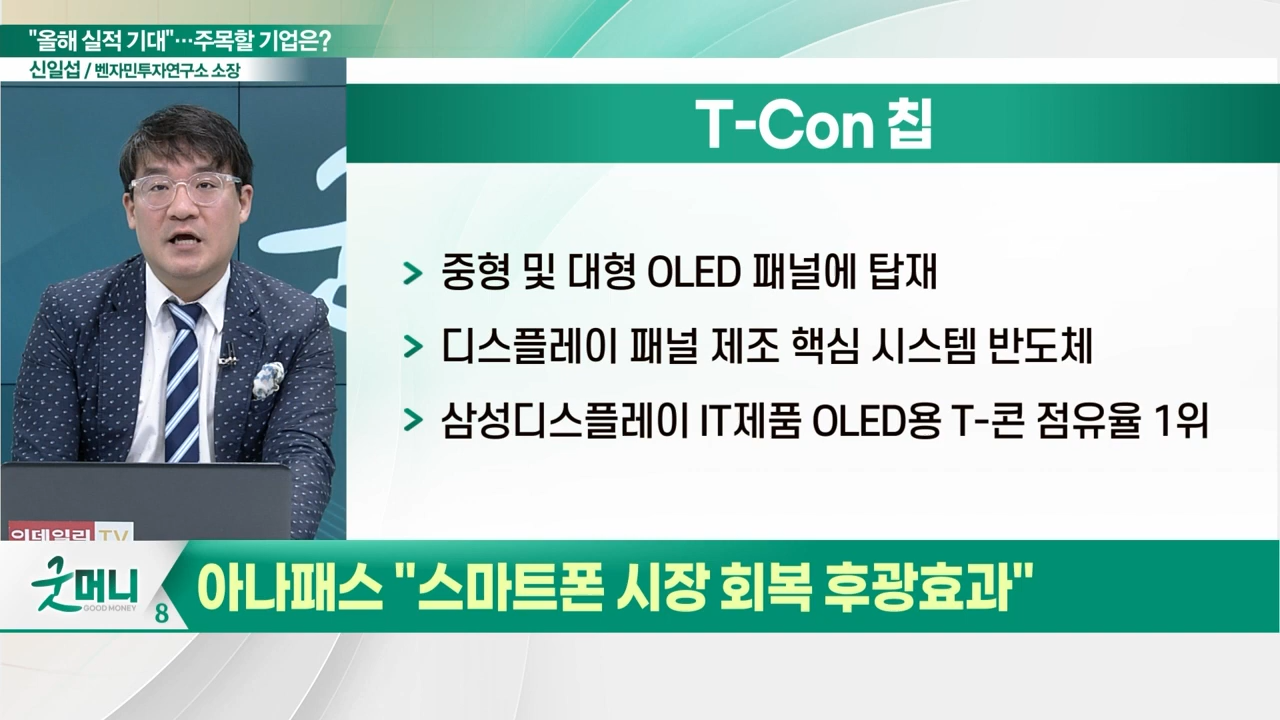 "올해 실적 기대"…주목할 기업은?
신일섭 / 벤자민투자연구소 소장
T-Con 칩
> 중형 및 대형 OLED 패널에 탑재
> 디스플레이 패널 제조 핵심 시스템 반도체
> 삼성디스플레이 IT제품 OLED용 T-콘 점유율 1위
이데일리 TV
굿머니
GOOD MONEY
8
아나패스 "스마트폰 시장 회복 후광효과"